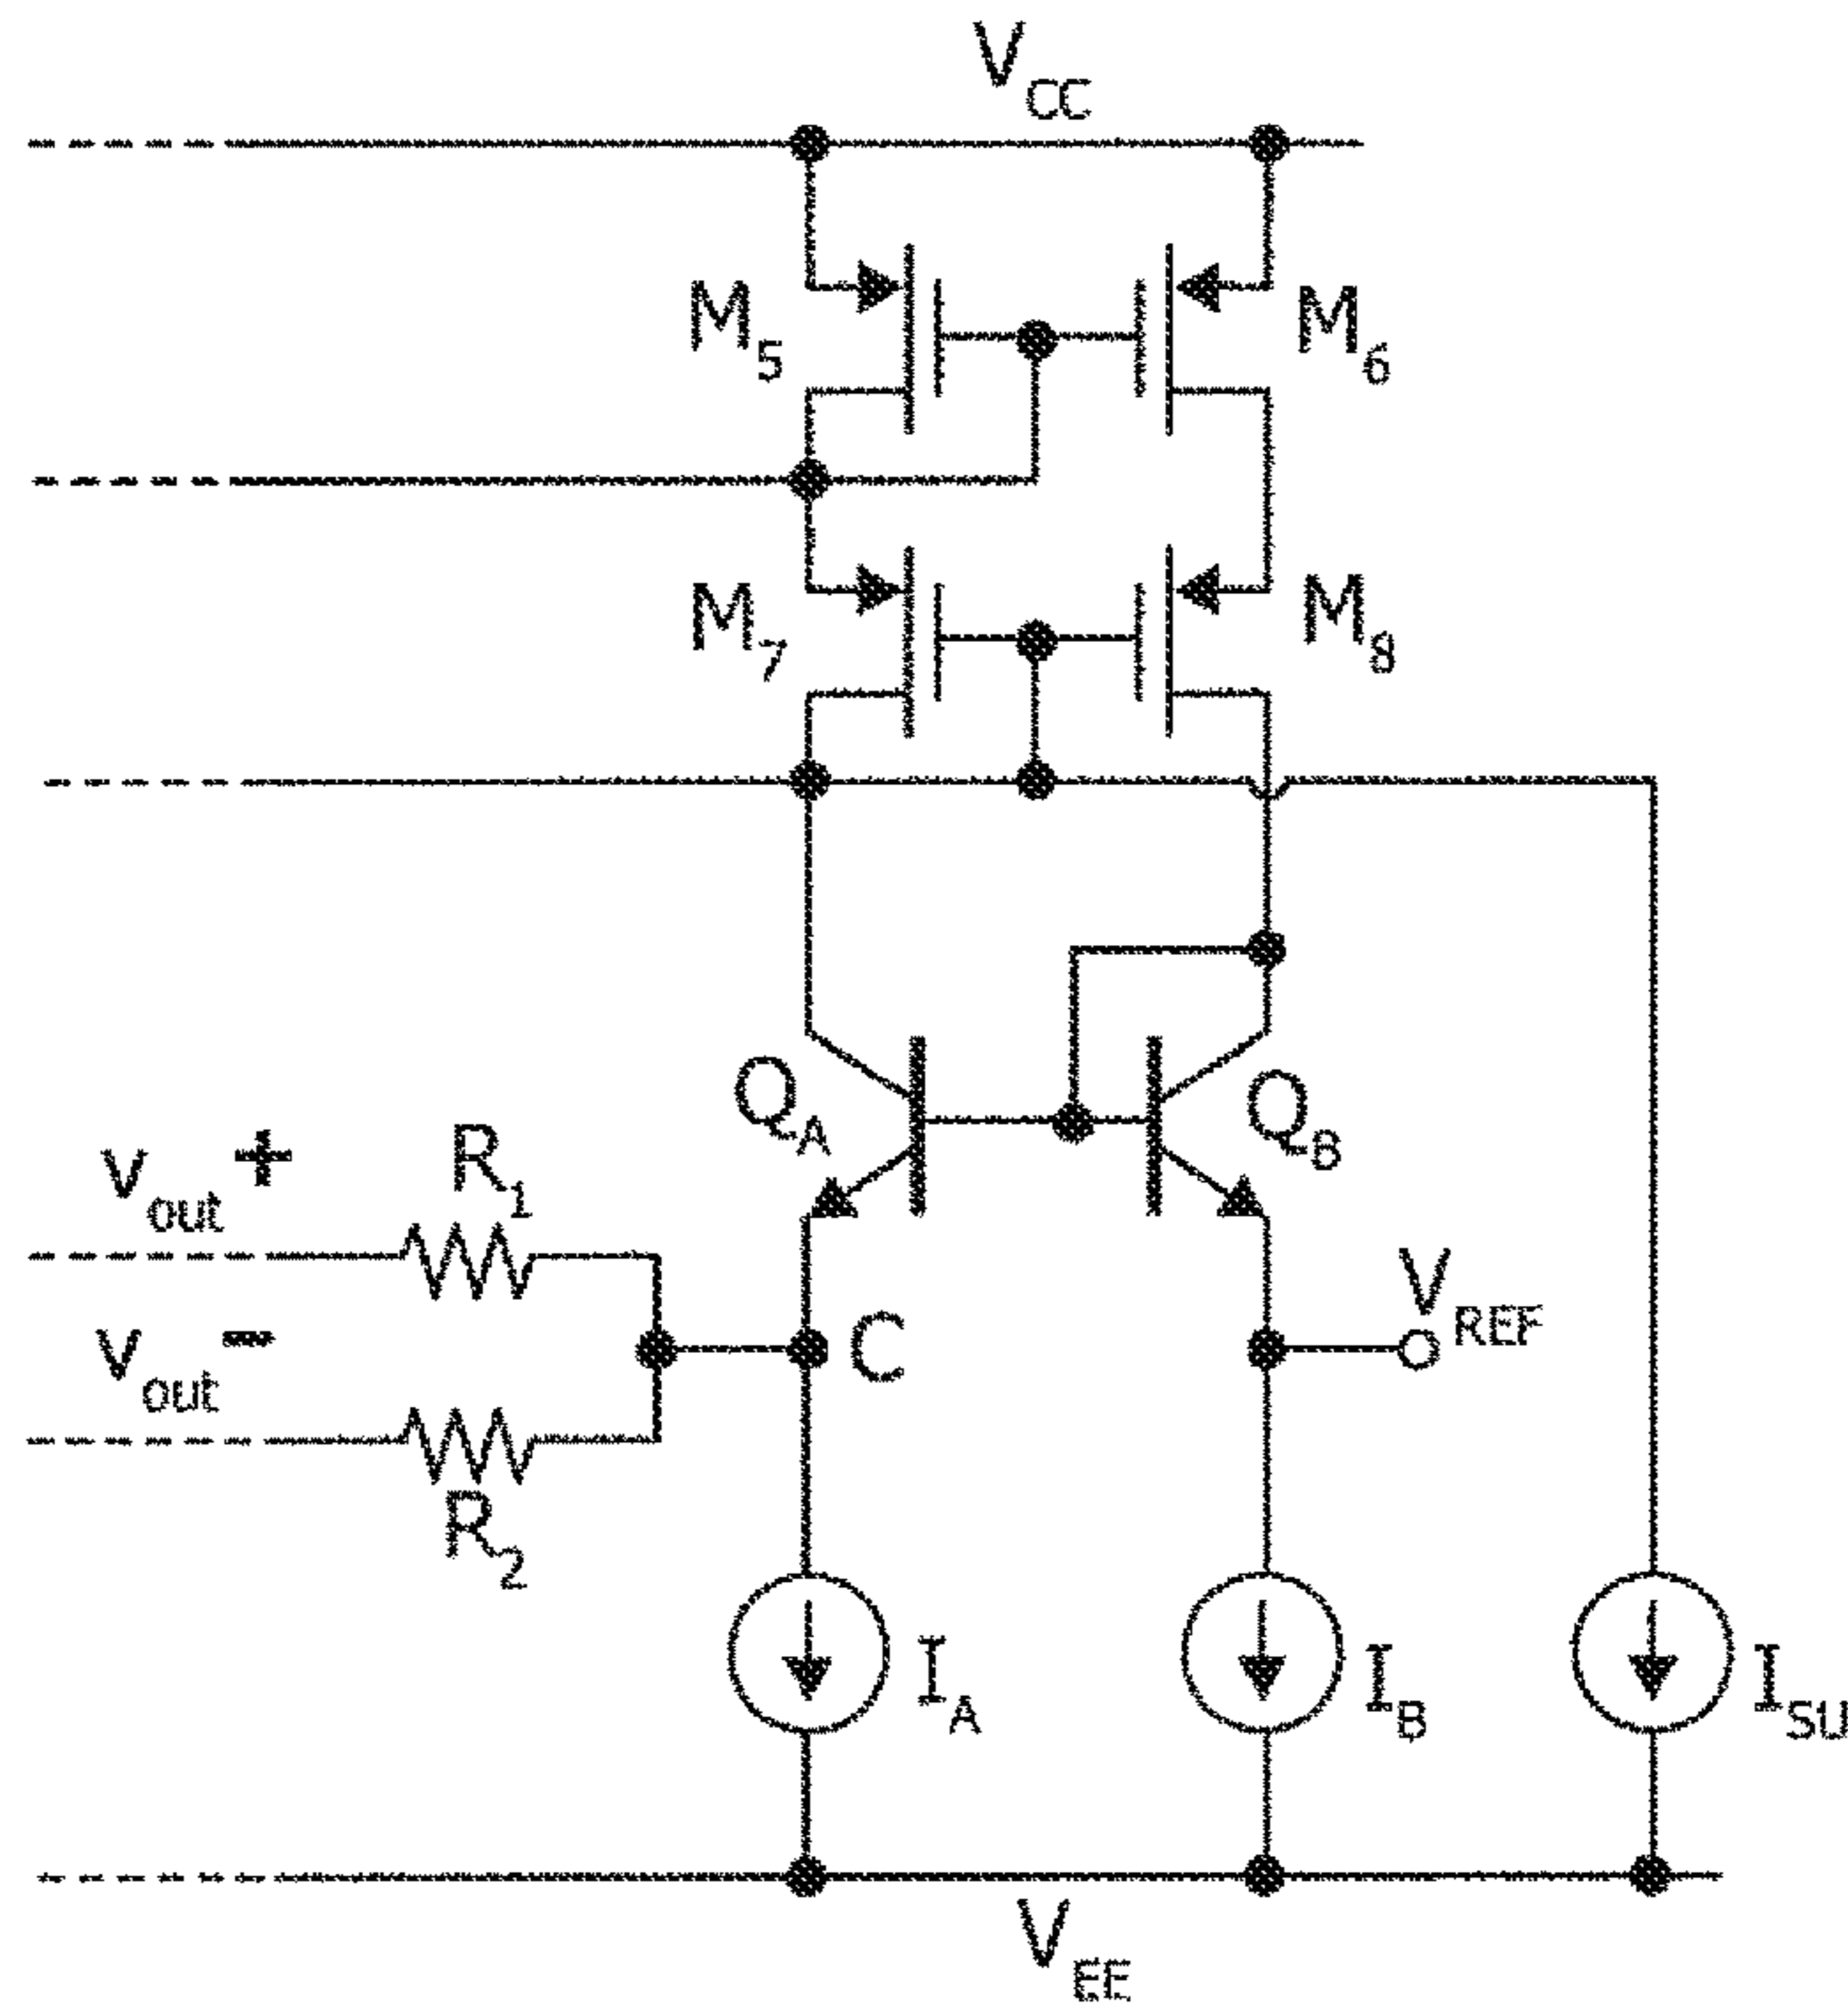 VCC
M5
M6
M7
M8
QA
QB
vout+
R1
VREF
vout-
C
R2
IA
IB
ISU
VEE